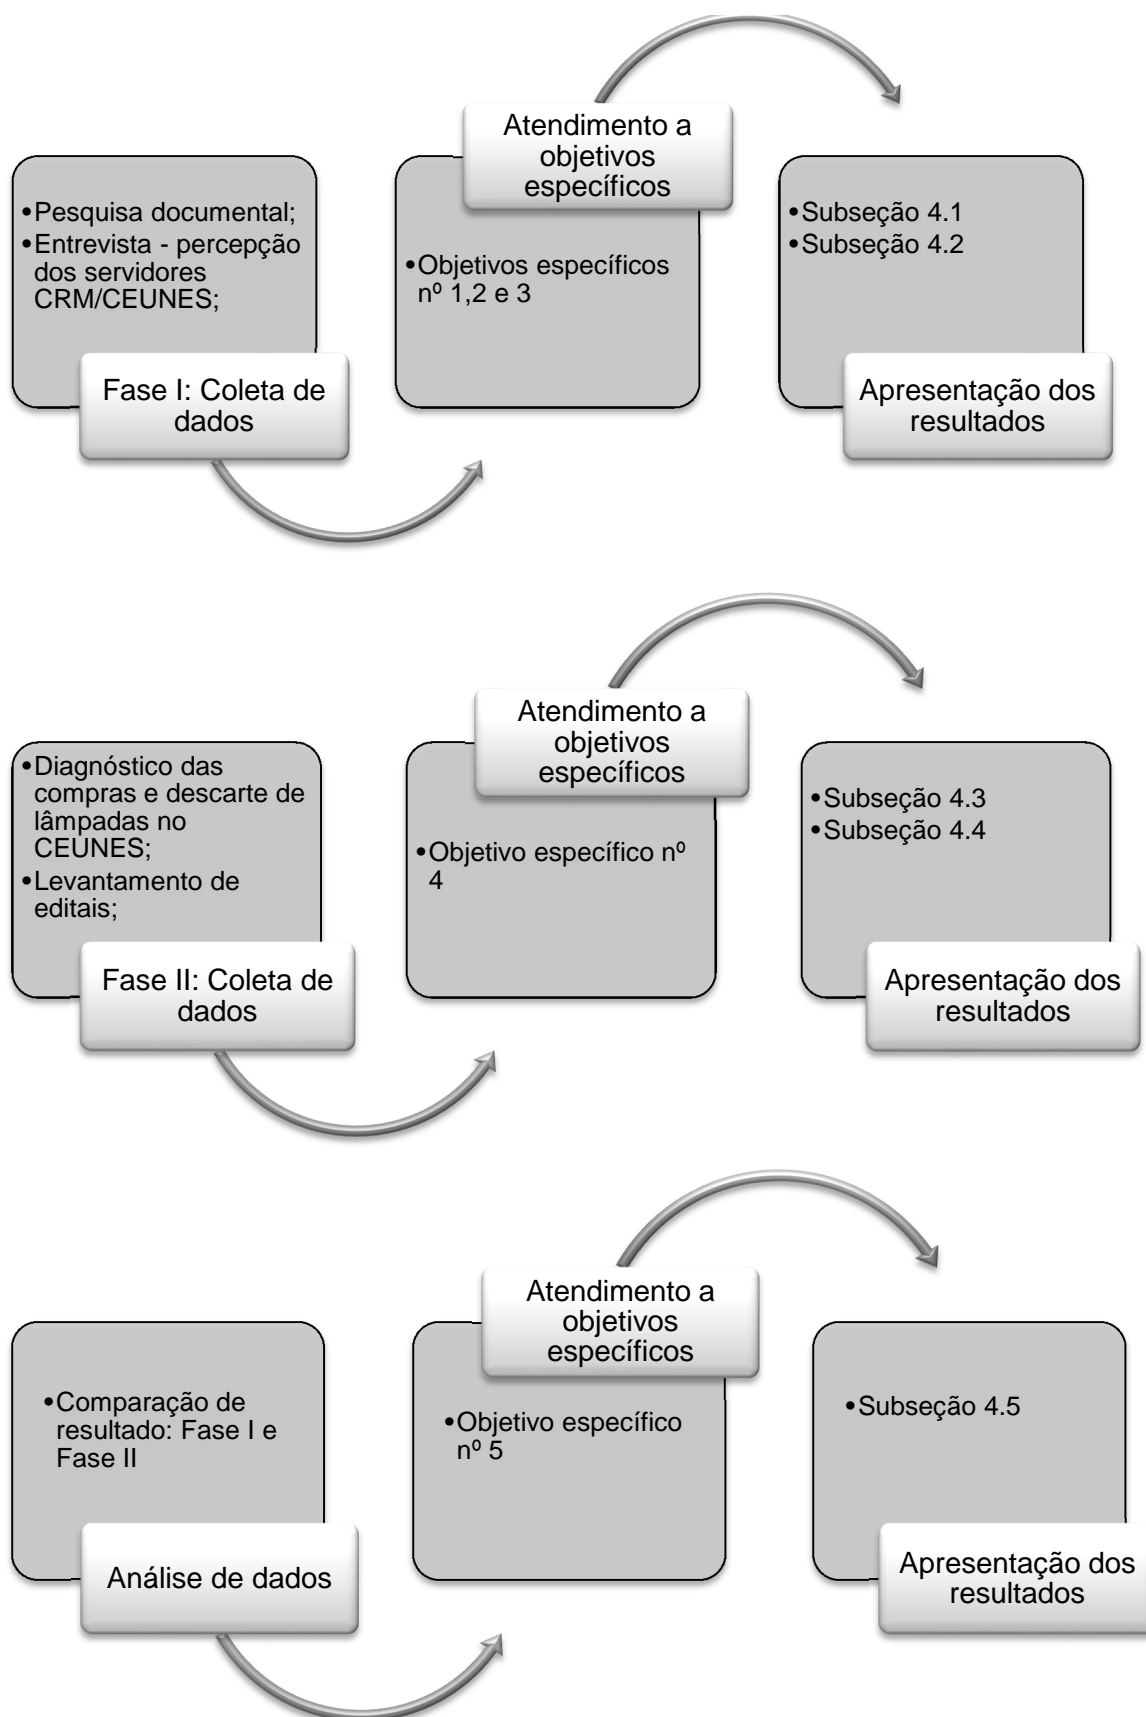 •Pesquisa documental;
•Entrevista - percepção
dos servidores
CRM/CEUNES;
Fase I: Coleta de
dados
Atendimento a
objetivos
específicos
•Objetivos específicos
nº 1,2 e 3
•Subseção 4.1
•Subseção 4.2
Apresentação dos
resultados
•Diagnóstico das
compras e descarte de
lâmpadas no
CEUNES;
•Levantamento de
editais;
Fase II: Coleta de
dados
Atendimento a
objetivos
específicos
•Objetivo específico nº
4
•Subseção 4.3
•Subseção 4.4
Apresentação dos
resultados
•Comparação de
resultado: Fase I e
Fase II
Análise de dados
Atendimento a
objetivos
específicos
•Objetivo específico
nº 5
•Subseção 4.5
Apresentação dos
resultados